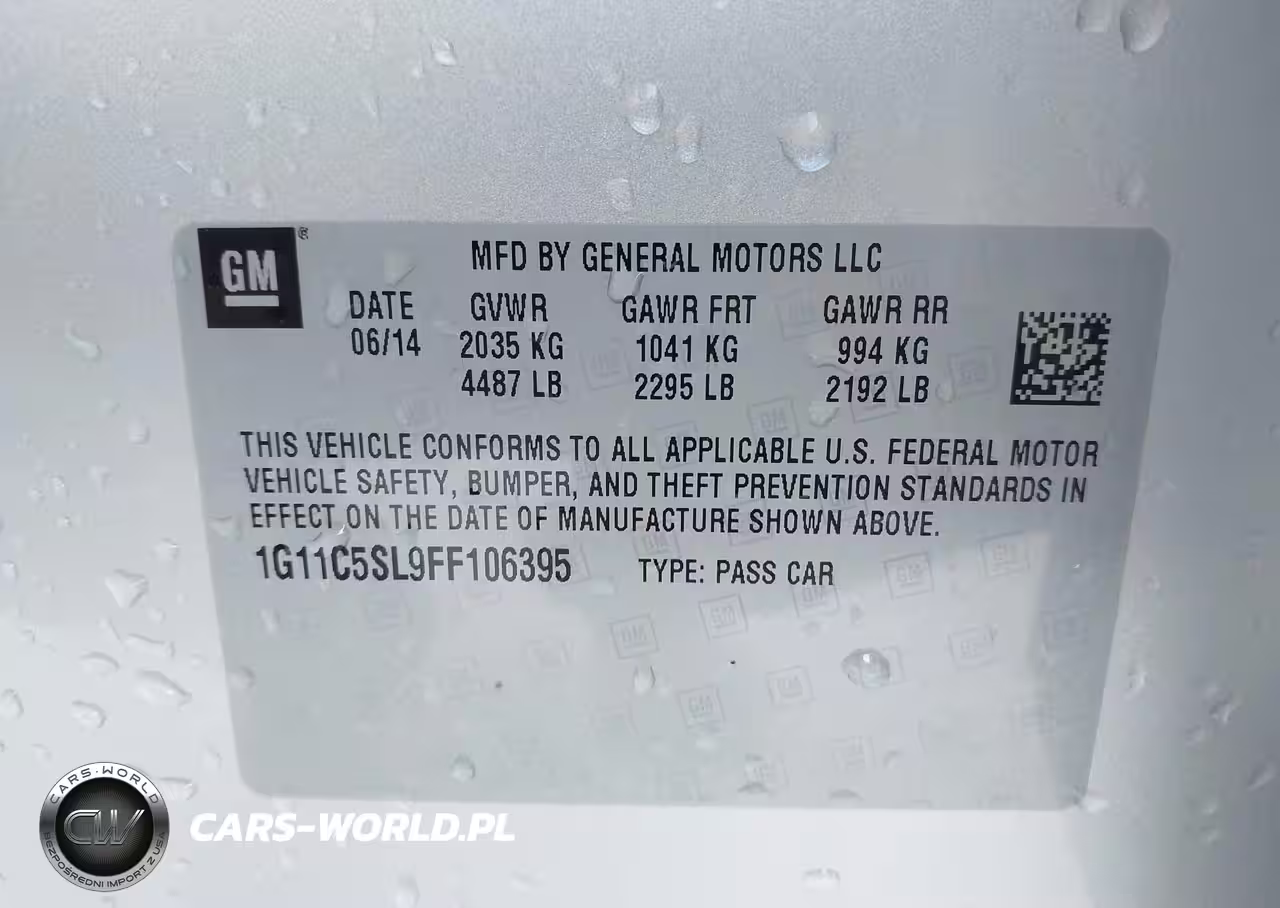 GM ®
MFD BY GENERAL MOTORS LLC
DATE GVWR GAWR FRT GAWR RR
06/14 2035 KG 1041 KG 994 KG
4487 LB 2295 LB 2192 LB
THIS VEHICLE CONFORMS TO ALL APPLICABLE U.S. FEDERAL MOTOR
VEHICLE SAFETY, BUMPER, AND THEFT PREVENTION STANDARDS IN
EFFECT ON THE DATE OF MANUFACTURE SHOWN ABOVE.
1G11C5SL9FF106395 TYPE: PASS CAR
CARS-WORLD
CW
BEZPOŚREDNI IMPORT Z USA
CARS-WORLD.PL